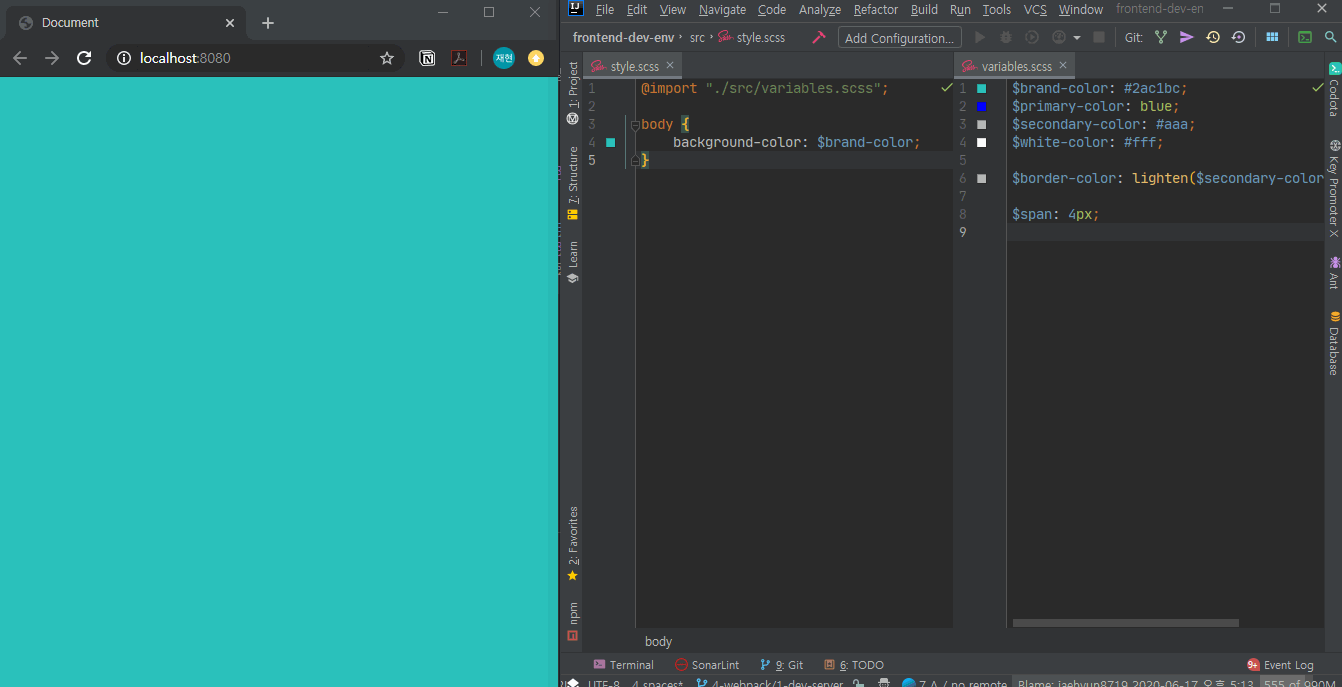 Document
localhost:8080
재현
IJ
File Edit View Navigate Code Analyze Refactor Build Run Tools VCS Window frontend-dev-en
frontend-dev-env src style.scss
Add Configuration...
Git:
style.scss
variables.scss
1: Project
7: Structure
Learn
2: Favorites
npm
1 @import "./src/variables.scss";
2
3 body {
4 background-color: $brand-color;
5 }
1 $brand-color: #2ac1bc;
2 $primary-color: blue;
3 $secondary-color: #aaa;
4 $white-color: #fff;
5
6 $border-color: lighten($secondary-color
7
8 $span: 4px;
9
Codota
Key Promoter X
Ant
Database
body
Terminal SonarLint 9: Git 6: TODO
9+ Event Log
UTF-8 4 spaces* 4-webpack/1-dev-server 7 Δ / no remote Blame: jaehyun8719 2020-06-17 오후 5:13 555 of 990M